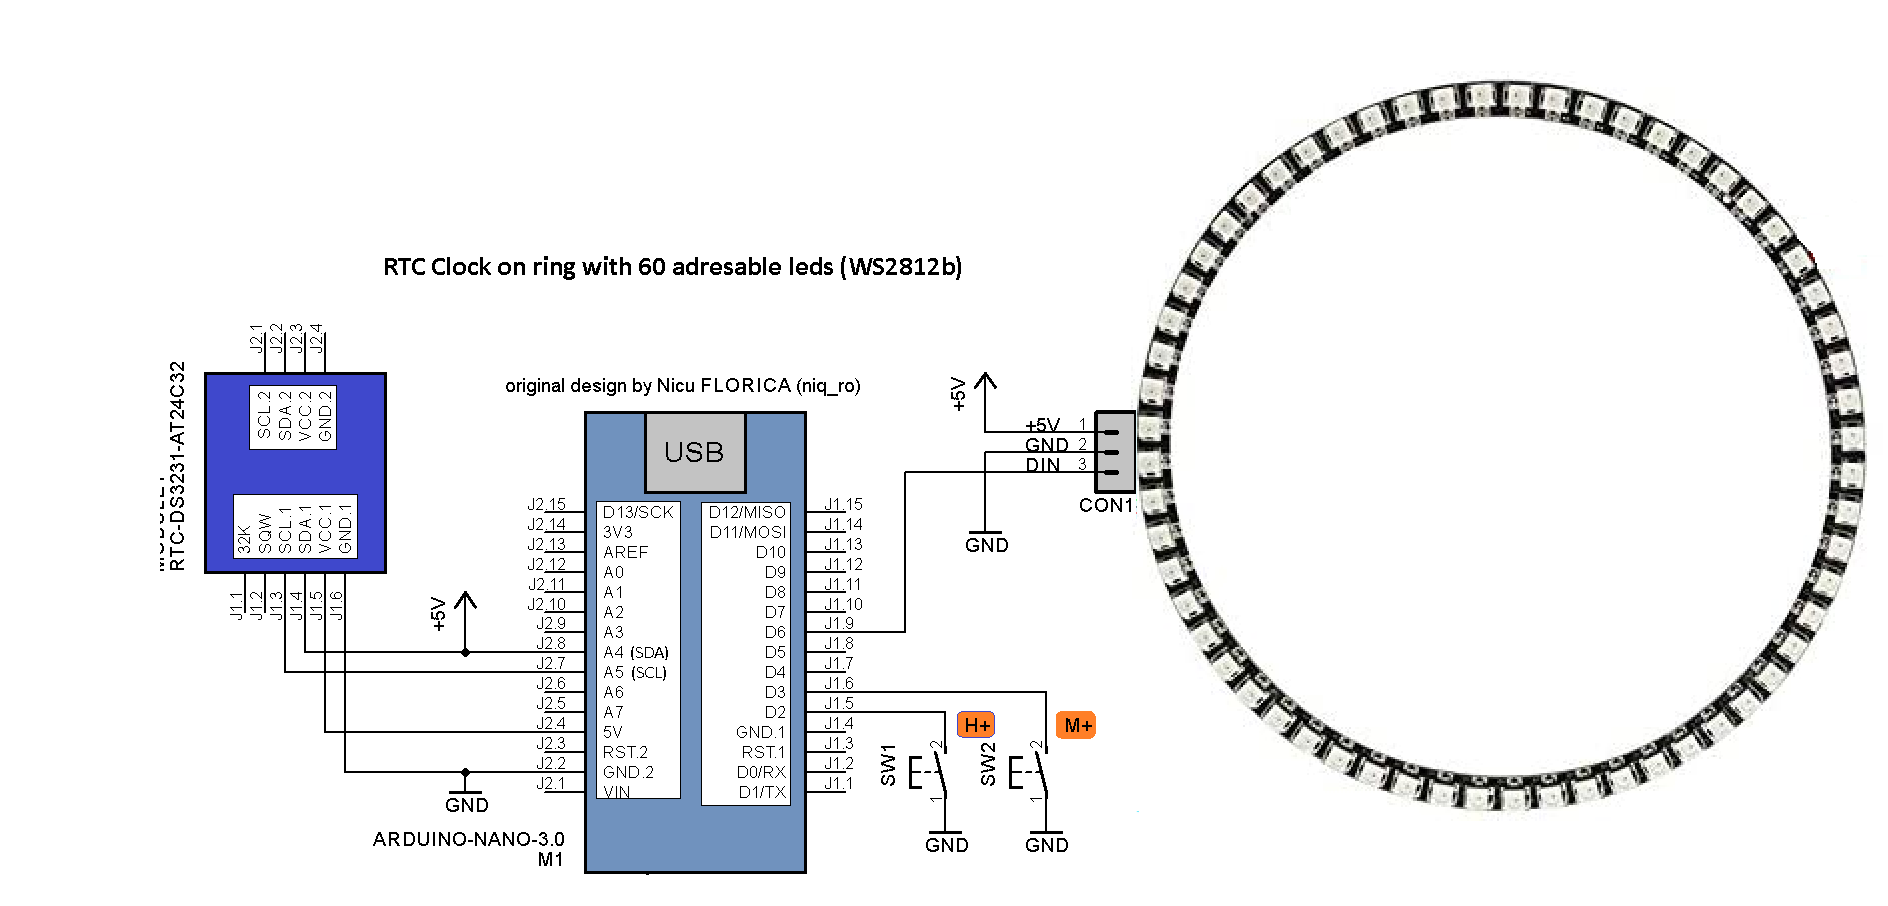 RTC Clock on ring with 60 adresable leds (WS2812b)
original design by Nicu FLORICA (niq_ro)
J2.1
J2.2
J2.3
J2.4
SCL.2
SDA.2
VCC.2
GND.2
RTC-DS3231-AT24C32
32K
SQW
SCL.1
SDA.1
VCC.1
GND.1
J1.1
J1.2
J1.3
J1.4
J1.5
J1.6
+5V
GND
USB
J2.15 D13/SCK
J2.14 3V3
J2.13 AREF
J2.12 A0
J2.11 A1
J2.10 A2
J2.9 A3
J2.8 A4 (SDA)
J2.7 A5 (SCL)
J2.6 A6
J2.5 A7
J2.4 5V
J2.3 RST.2
J2.2 GND.2
J2.1 VIN
D12/MISO J1.15
D11/MOSI J1.14
D10 J1.13
D9 J1.12
D8 J1.11
D7 J1.10
D6 J1.9
D5 J1.8
D4 J1.7
D3 J1.6
D2 J1.5
GND.1 J1.4
RST.1 J1.3
D0/RX J1.2
D1/TX J1.1
ARDUINO-NANO-3.0
M1
+5V
+5V 1
GND 2
DIN 3
CON1
GND
H+
M+
SW1
2
1
GND
SW2
2
1
GND